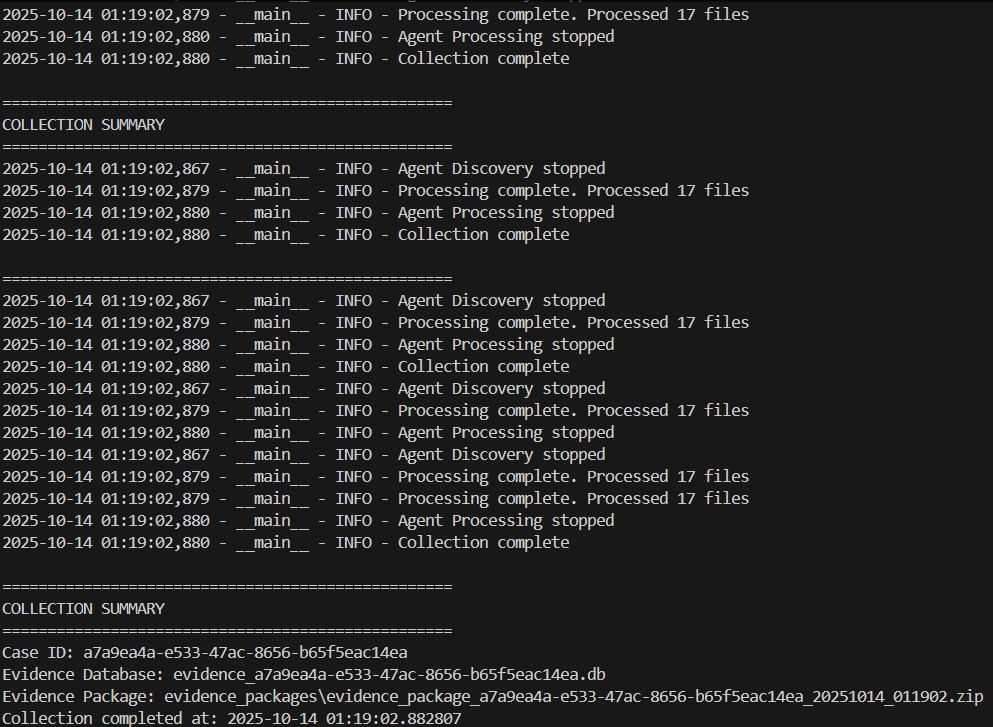 2025-10-14 01:19:02,879 - __main__ - INFO - Processing complete. Processed 17 files
2025-10-14 01:19:02,880 - __main__ - INFO - Agent Processing stopped
2025-10-14 01:19:02,880 - __main__ - INFO - Collection complete
==================================================
COLLECTION SUMMARY
==================================================
2025-10-14 01:19:02,867 - __main__ - INFO - Agent Discovery stopped
2025-10-14 01:19:02,879 - __main__ - INFO - Processing complete. Processed 17 files
2025-10-14 01:19:02,880 - __main__ - INFO - Agent Processing stopped
2025-10-14 01:19:02,880 - __main__ - INFO - Collection complete
==================================================
2025-10-14 01:19:02,867 - __main__ - INFO - Agent Discovery stopped
2025-10-14 01:19:02,879 - __main__ - INFO - Processing complete. Processed 17 files
2025-10-14 01:19:02,880 - __main__ - INFO - Agent Processing stopped
2025-10-14 01:19:02,880 - __main__ - INFO - Collection complete
2025-10-14 01:19:02,867 - __main__ - INFO - Agent Discovery stopped
2025-10-14 01:19:02,879 - __main__ - INFO - Processing complete. Processed 17 files
2025-10-14 01:19:02,880 - __main__ - INFO - Agent Processing stopped
2025-10-14 01:19:02,867 - __main__ - INFO - Agent Discovery stopped
2025-10-14 01:19:02,879 - __main__ - INFO - Processing complete. Processed 17 files
2025-10-14 01:19:02,879 - __main__ - INFO - Processing complete. Processed 17 files
2025-10-14 01:19:02,880 - __main__ - INFO - Agent Processing stopped
2025-10-14 01:19:02,880 - __main__ - INFO - Collection complete
==================================================
COLLECTION SUMMARY
==================================================
Case ID: a7a9ea4a-e533-47ac-8656-b65f5eac14ea
Evidence Database: evidence_a7a9ea4a-e533-47ac-8656-b65f5eac14ea.db
Evidence Package: evidence_packages\evidence_package_a7a9ea4a-e533-47ac-8656-b65f5eac14ea_20251014_011902.zip
Collection completed at: 2025-10-14 01:19:02.882807